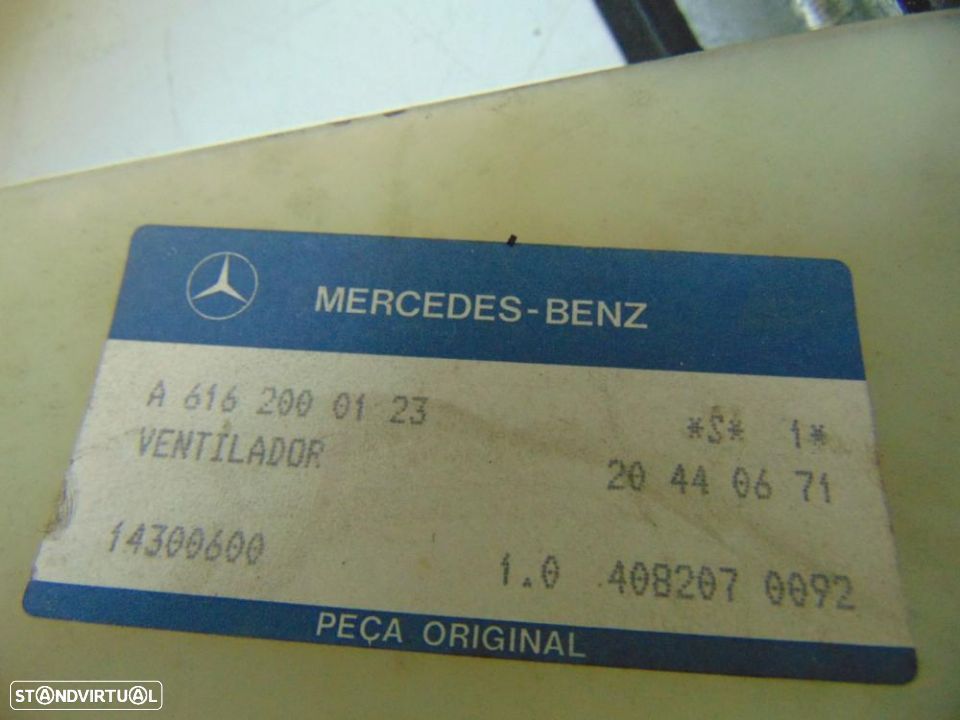 MERCEDES-BENZ
A 616 200 01 23
*S* 1*
VENTILADOR
20 44 06 71
14300600
1.0 408207 0092
PEÇA ORIGINAL
STANDVIRTUAL